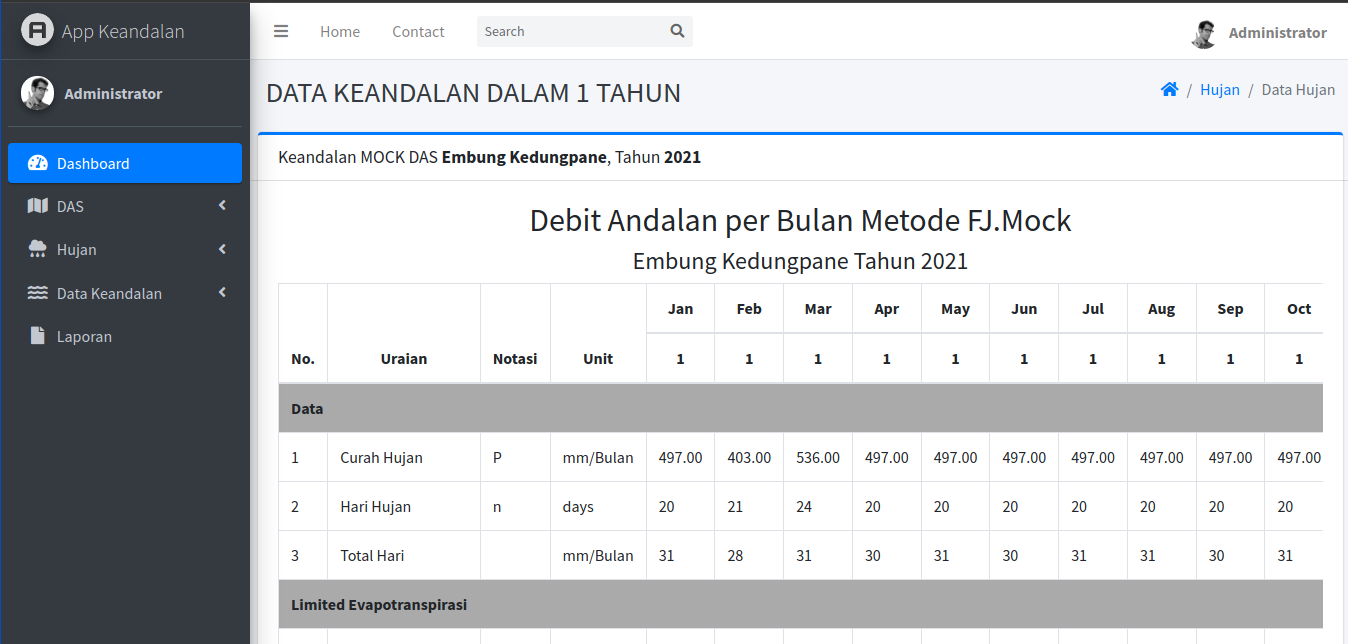 App Keandalan
Home Contact Search Administrator
Administrator
Dashboard
DAS
Hujan
Data Keandalan
Laporan
DATA KEANDALAN DALAM 1 TAHUN
/ Hujan / Data Hujan
Keandalan MOCK DAS Embung Kedungpane, Tahun 2021
Debit Andalan per Bulan Metode FJ.Mock
Embung Kedungpane Tahun 2021
No. Uraian Notasi Unit Jan Feb Mar Apr May Jun Jul Aug Sep Oct
1 1 1 1 1 1 1 1 1 1
Data
1 Curah Hujan P mm/Bulan 497.00 403.00 536.00 497.00 497.00 497.00 497.00 497.00 497.00 497.00
2 Hari Hujan n days 20 21 24 20 20 20 20 20 20 20
3 Total Hari mm/Bulan 31 28 31 30 31 30 31 31 30 31
Limited Evapotranspirasi